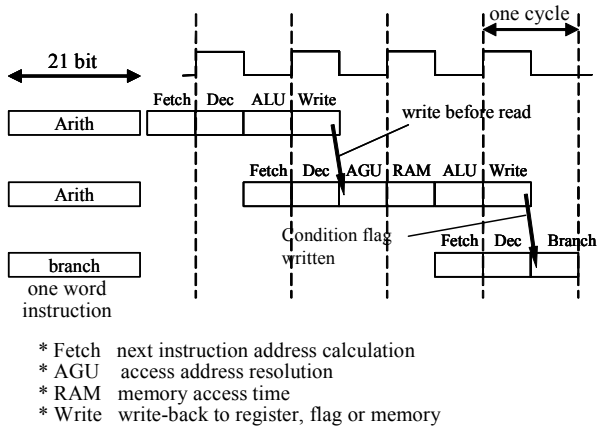 one cycle
21 bit
Fetch Dec ALU Write
Arith
write before read
Fetch Dec AGU RAM ALU Write
Arith
Condition flag
written
Fetch Dec Branch
branch
one word
instruction
* Fetch next instruction address calculation
* AGU access address resolution
* RAM memory access time
* Write write-back to register, flag or memory